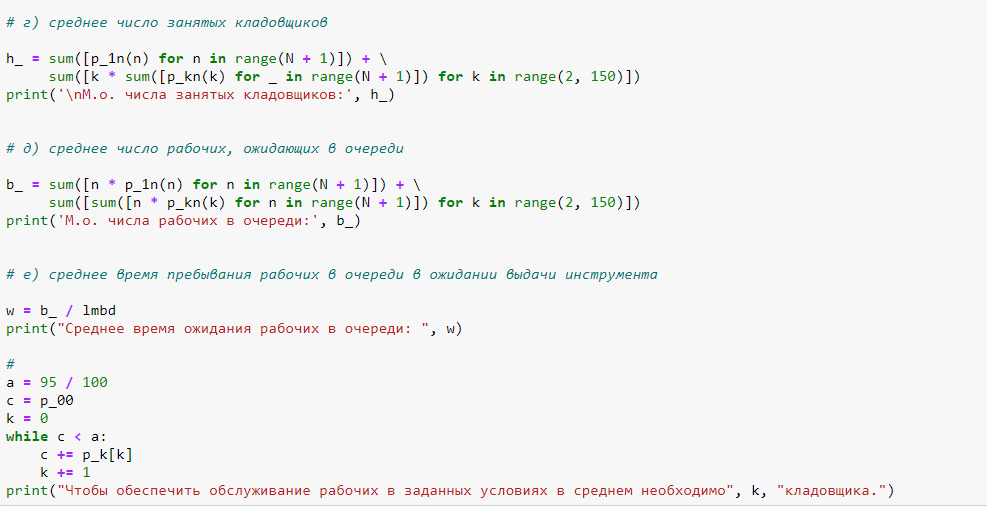 # г) среднее число занятых кладовщиков
h_ = sum([p_1n(n) for n in range(N + 1)]) + \
sum([k * sum([p_kn(k) for _ in range(N + 1)]) for k in range(2, 150)])
print('\nМ.о. числа занятых кладовщиков:', h_)
# д) среднее число рабочих, ожидающих в очереди
b_ = sum([n * p_1n(n) for n in range(N + 1)]) + \
sum([sum([n * p_kn(k) for n in range(N + 1)]) for k in range(2, 150)])
print('М.о. числа рабочих в очереди:', b_)
# е) среднее время пребывания рабочих в очереди в ожидании выдачи инструмента
w = b_ / lmbd
print("Среднее время ожидания рабочих в очереди: ", w)
#
a = 95 / 100
c = p_00
k = 0
while c < a:
    c += p_k[k]
    k += 1
print("Чтобы обеспечить обслуживание рабочих в заданных условиях в среднем необходимо", k, "кладовщика.")